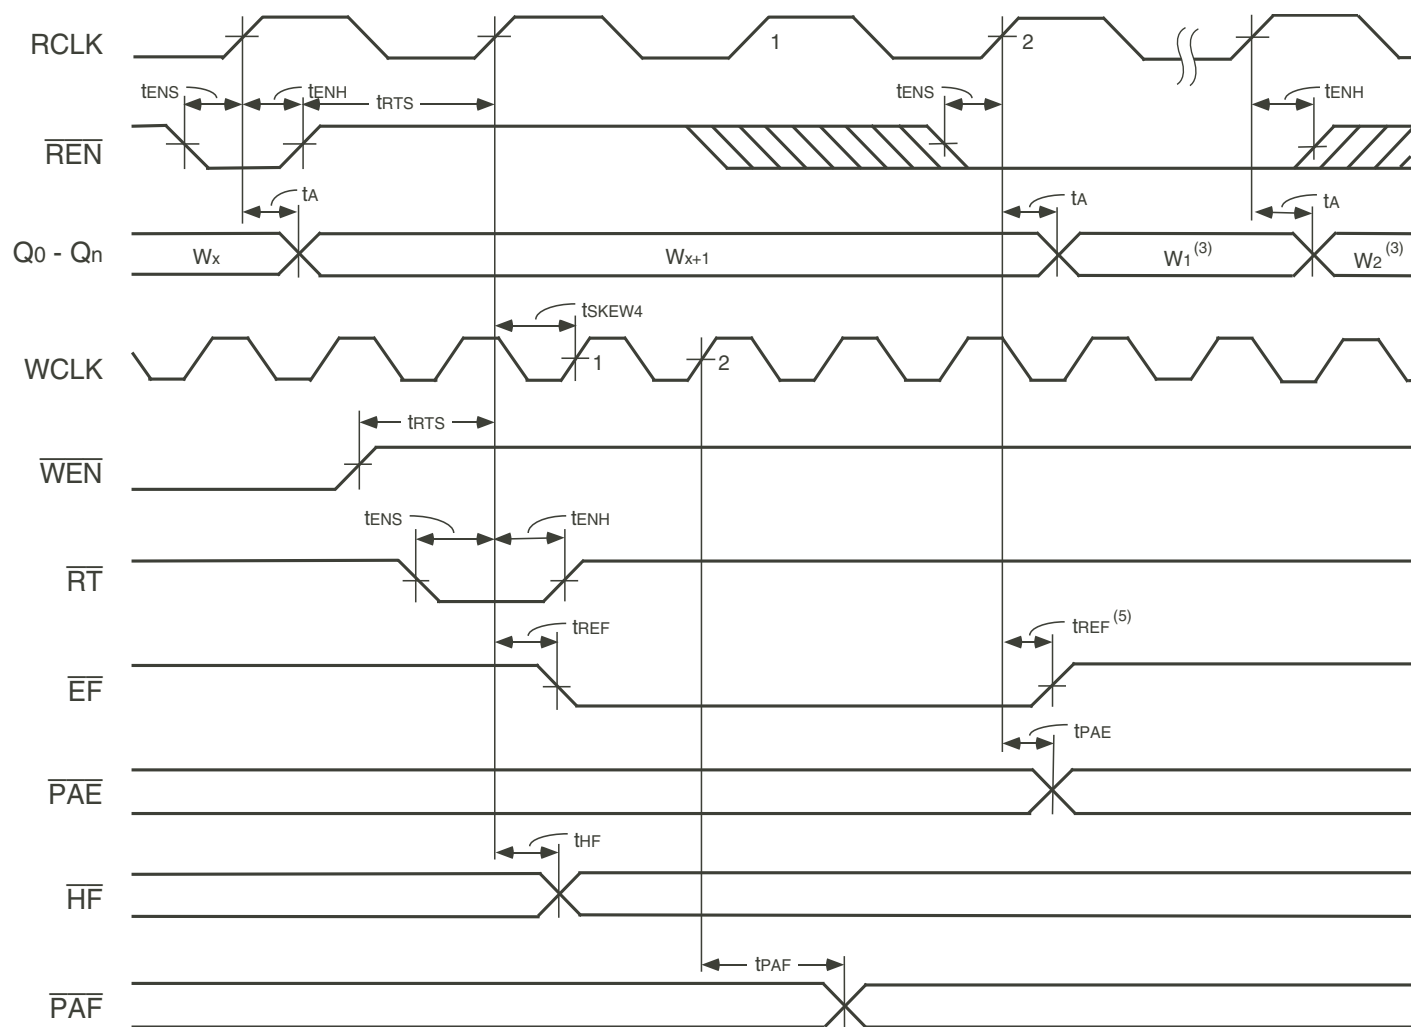 RCLK
1
2
tENS
tENH
tRTS
tENS
tENH
REN
tA
tA
tA
Q0 - Qn
Wx
Wx+1
W1(3)
W2(3)
tSKEW4
WCLK
1
2
tRTS
WEN
tENS
tENH
RT
tREF
tREF(5)
EF
tPAE
PAE
tHF
HF
tPAF
PAF